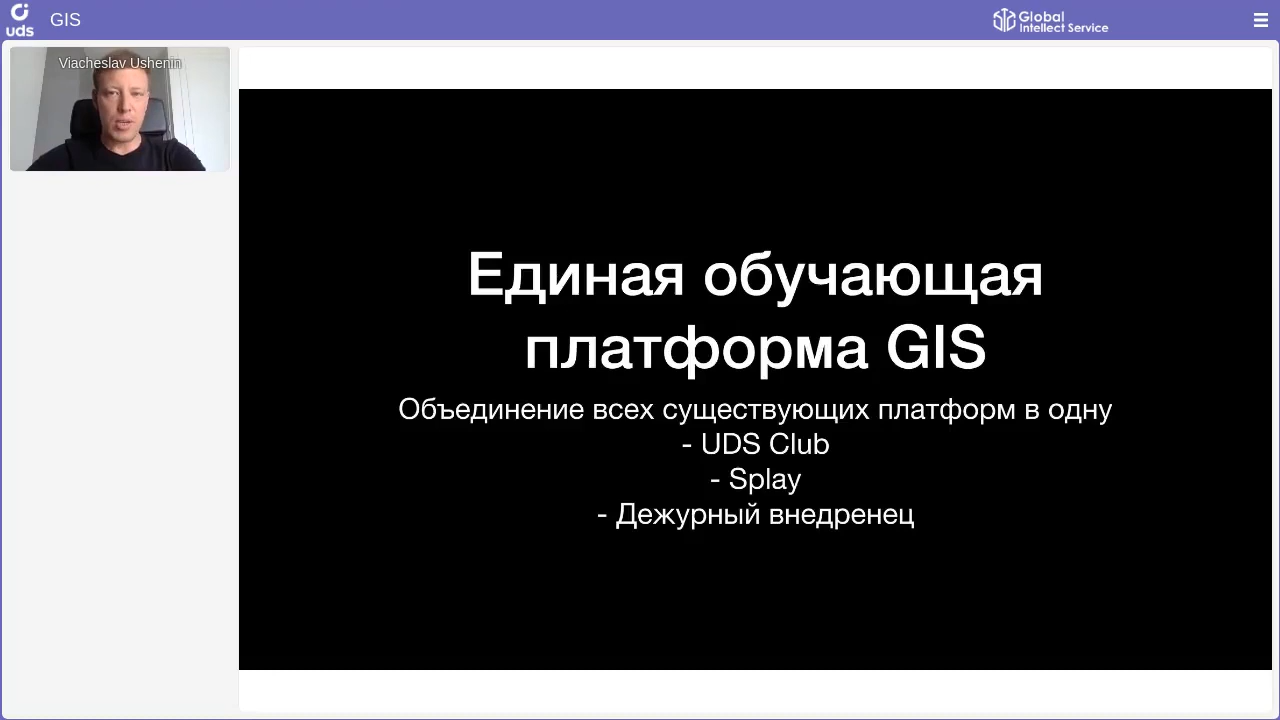 uds
GIS
Global
Intellect Service
Viacheslav Ushenin
Единая обучающая
платформа GIS
Объединение всех существующих платформ в одну
- UDS Club
- Splay
- Дежурный внедренец